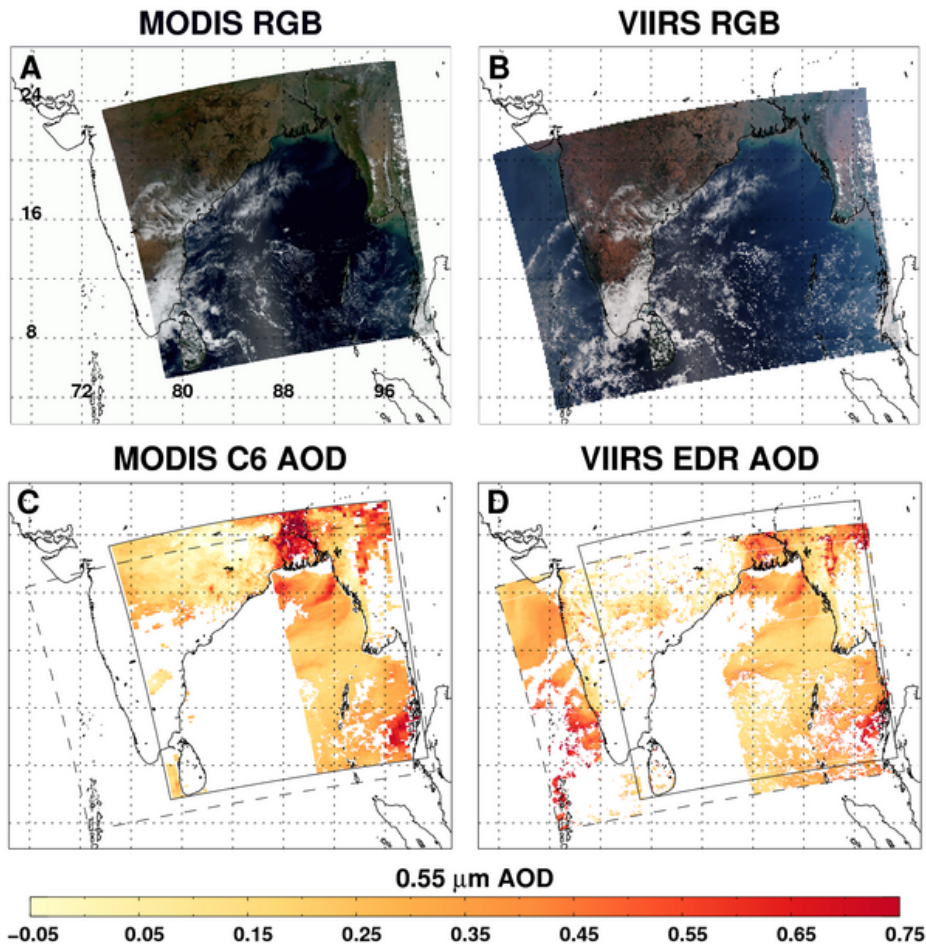 MODIS RGB
VIIRS RGB
A
B
24
16
8
72
80
88
96
MODIS C6 AOD
VIIRS EDR AOD
C
D
0.55 μm AOD
−0.05 0.05 0.15 0.25 0.35 0.45 0.55 0.65 0.75